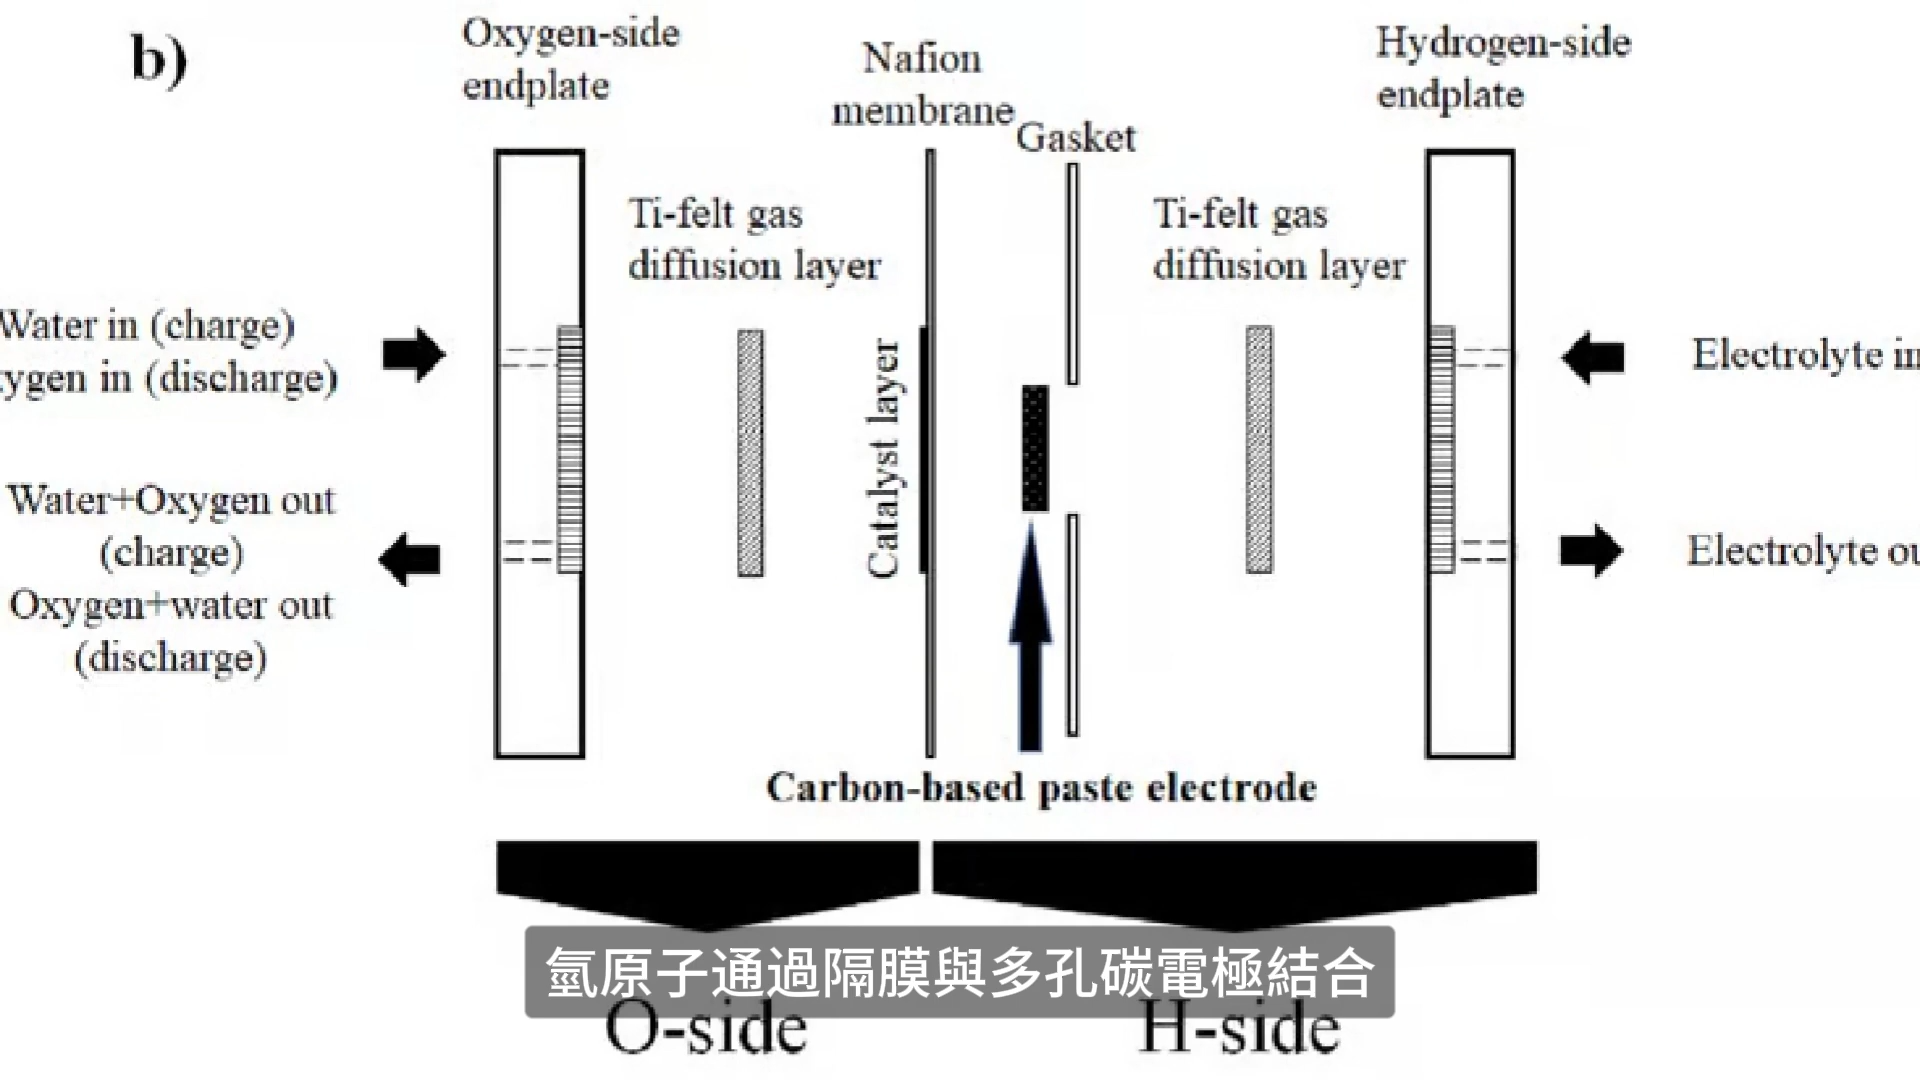 b)
Oxygen-side
endplate
Nafion
membrane
Gasket
Hydrogen-side
endplate
Ti-felt gas
diffusion layer
Ti-felt gas
diffusion layer
Water in (charge)
ygen in (discharge)
Water+Oxygen out
(charge)
Oxygen+water out
(discharge)
Catalyst layer
Electrolyte in
Electrolyte ou
Carbon-based paste electrode
氫原子通過隔膜與多孔碳電極結合
O-side
H-side